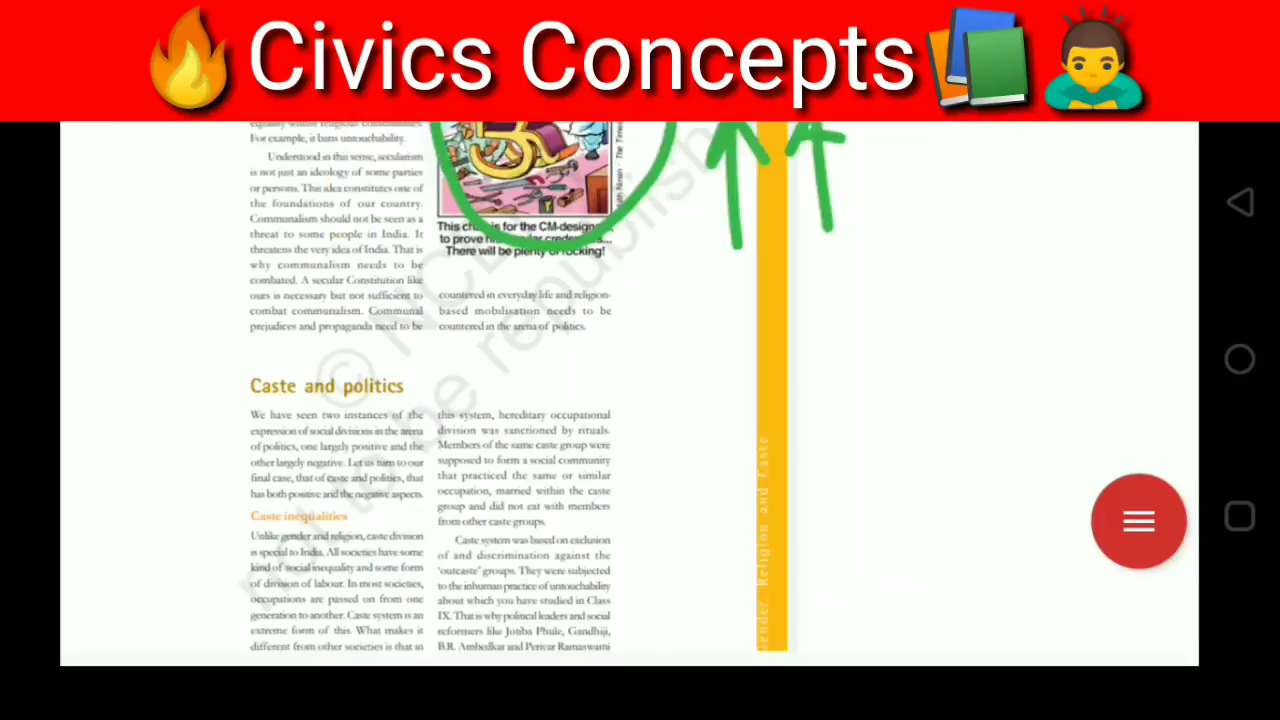 🔥Civics Concepts📚🙇‍♂️
equality within religious communities.
For example, it bans untouchability.
Understood in this sense, secularism
is not just an ideology of some parties
or persons. This idea constitutes one of
the foundations of our country.
Communalism should not be seen as a
threat to some people in India. It
threatens the very idea of India. That is
why communalism needs to be
combated. A secular Constitution like
ours is necessary but not sufficient to
combat communalism. Communal
prejudices and propaganda need to be
This chair is for the CM-designate
to prove his secular credentials...
There will be plenty of rocking!
countered in everyday life and religion-
based mobilisation needs to be
countered in the arena of politics.
Caste and politics
We have seen two instances of the
expression of social divisions in the arena
of politics, one largely positive and the
other largely negative. Let us turn to our
final case, that of caste and politics, that
has both positive and the negative aspects.
Caste inequalities
Unlike gender and religion, caste division
is special to India. All societies have some
kind of social inequality and some form
of division of labour. In most societies,
occupations are passed on from one
generation to another. Caste system is an
extreme form of this. What makes it
different from other societies is that in
this system, hereditary occupational
division was sanctioned by rituals.
Members of the same caste group were
supposed to form a social community
that practiced the same or similar
occupation, married within the caste
group and did not eat with members
from other caste groups.
Caste system was based on exclusion
of and discrimination against the
'outcaste' groups. They were subjected
to the inhuman practice of untouchability
about which you have studied in Class
IX. That is why political leaders and social
reformers like Jotiba Phule, Gandhiji,
B.R. Ambedkar and Periyar Ramaswami
Gender, Religion and Caste
not to be republish